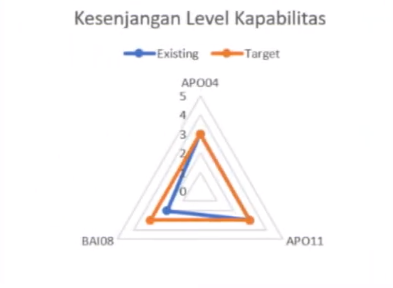 Kesenjangan Level Kapabilitas
Existing Target
APO04
5
4
3
2
1
0
BAI08 APO11